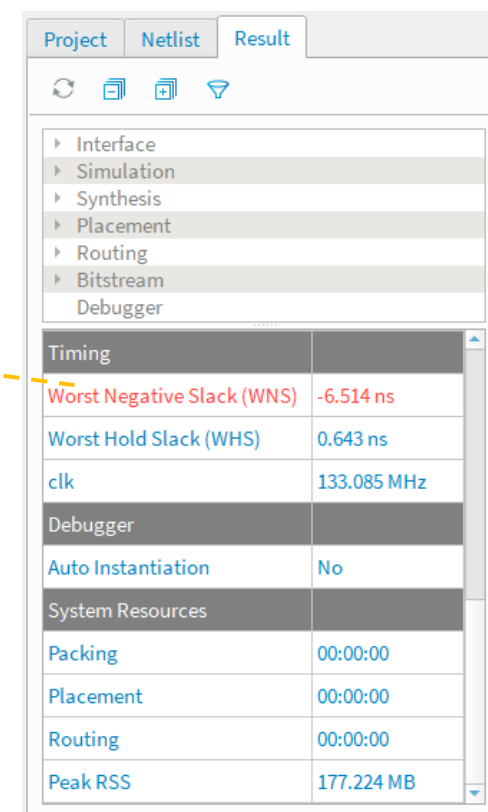 Project Netlist Result
Interface
Simulation
Synthesis
Placement
Routing
Bitstream
Debugger
Timing
Worst Negative Slack (WNS) -6.514 ns
Worst Hold Slack (WHS) 0.643 ns
clk 133.085 MHz
Debugger
Auto Instantiation No
System Resources
Packing 00:00:00
Placement 00:00:00
Routing 00:00:00
Peak RSS 177.224 MB